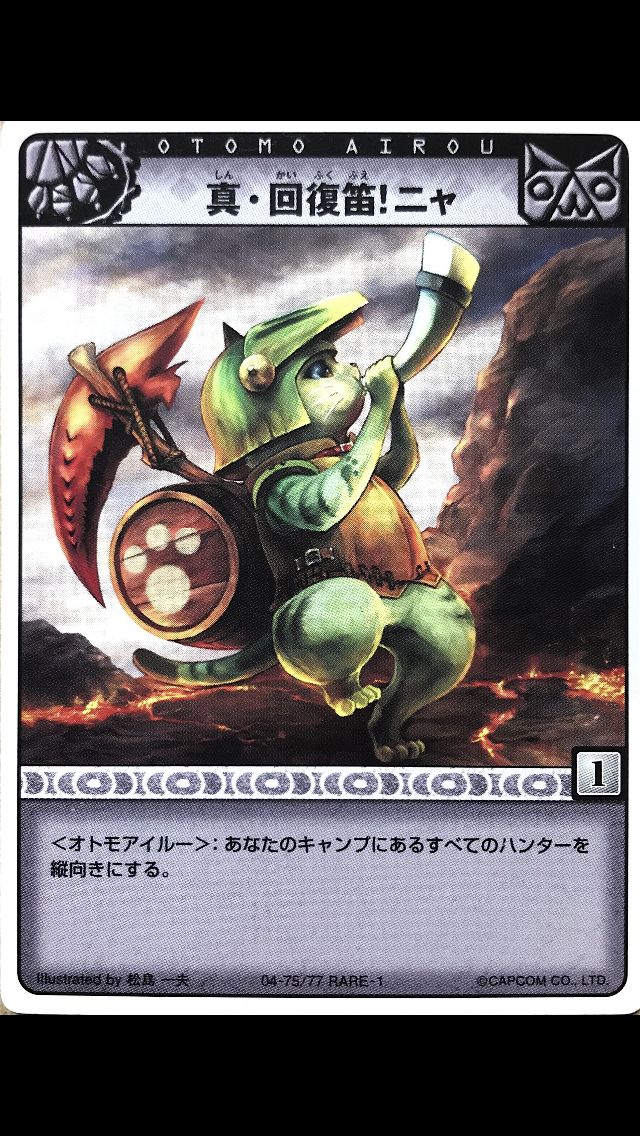 OTOMO AIROU
しん かい ふく ぶえ
真・回復笛!ニャ
1
<オトモアイルー>:あなたのキャンプにあるすべてのハンターを
縦向きにする。
Illustrated by 松島 一夫 04-75/77 RARE-1 ©CAPCOM CO., LTD.